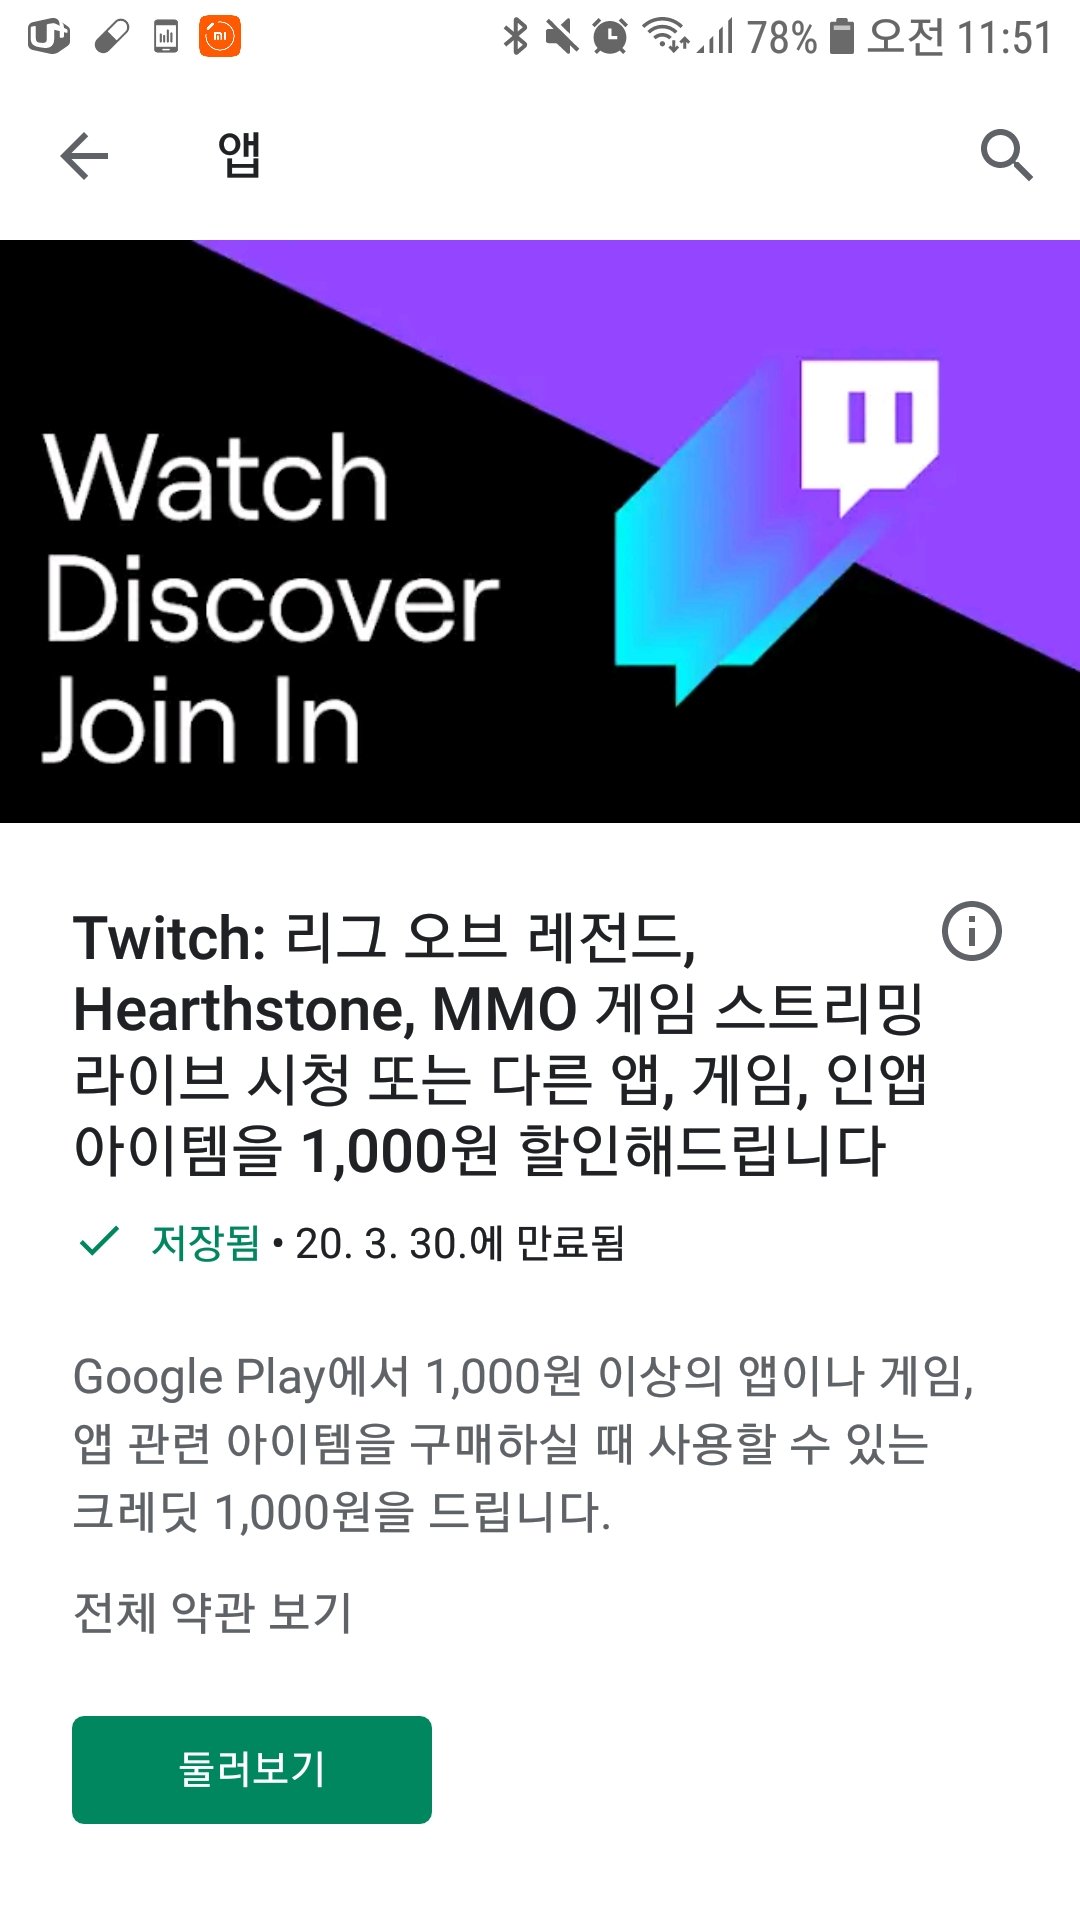 78% 오전 11:51
앱
Watch
Discover
Join In
Twitch: 리그 오브 레전드,
Hearthstone, MMO 게임 스트리밍
라이브 시청 또는 다른 앱, 게임, 인앱
아이템을 1,000원 할인해드립니다
저장됨 • 20. 3. 30.에 만료됨
Google Play에서 1,000원 이상의 앱이나 게임,
앱 관련 아이템을 구매하실 때 사용할 수 있는
크레딧 1,000원을 드립니다.
전체 약관 보기
둘러보기